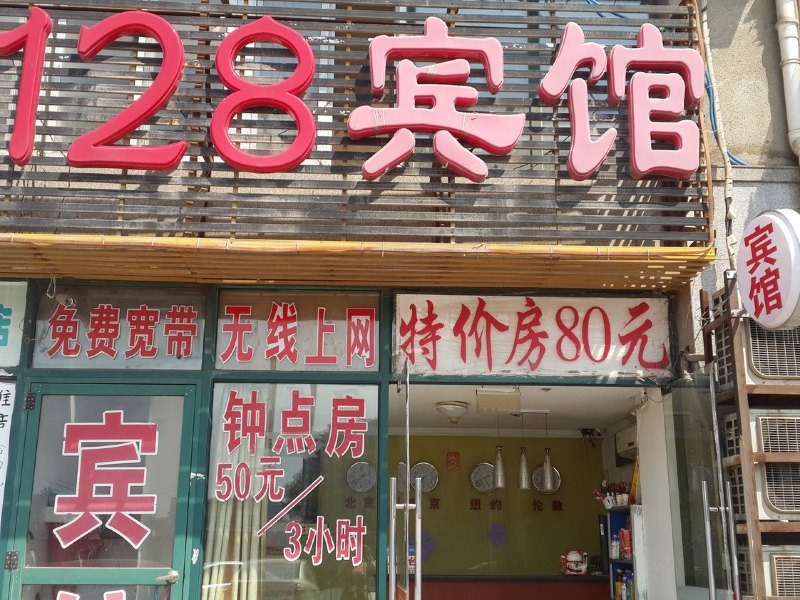 128宾馆
宾馆
免费宽带
无线上网
特价房80元
宾
钟点房
50元/3小时
北京
京
纽约
伦敦